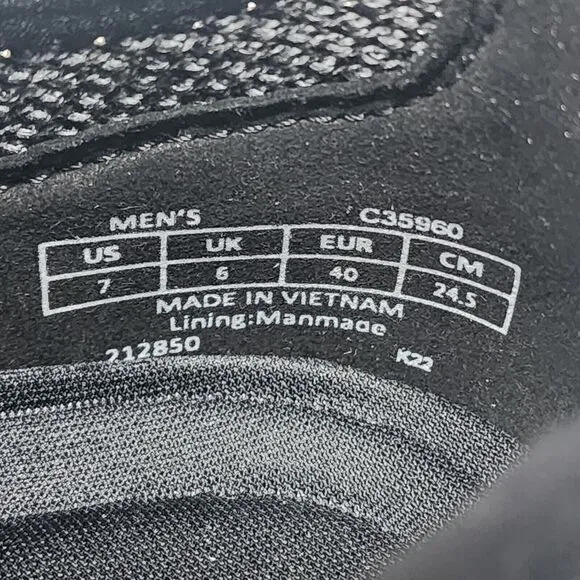 MEN'S C35960
US UK EUR CM
7 6 40 24.5
MADE IN VIETNAM
Lining:Manmade
212850 K22